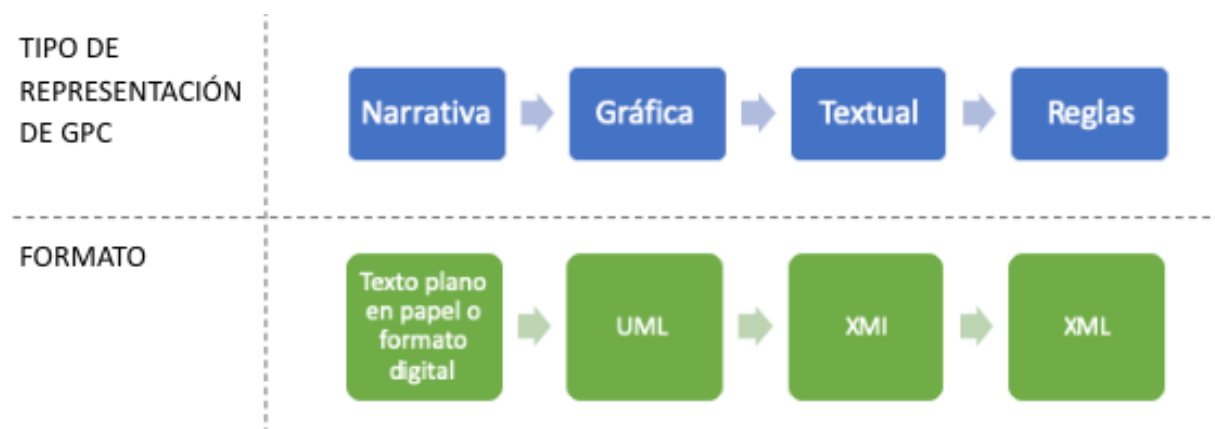 TIPO DE
REPRESENTACIÓN
DE GPC
Narrativa
Gráfica
Textual
Reglas
FORMATO
Texto plano
en papel o
formato
digital
UML
XMI
XML